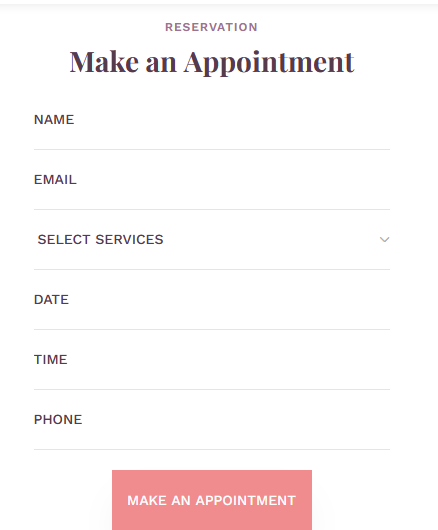 RESERVATION
Make an Appointment
NAME
EMAIL
SELECT SERVICES
DATE
TIME
PHONE
MAKE AN APPOINTMENT